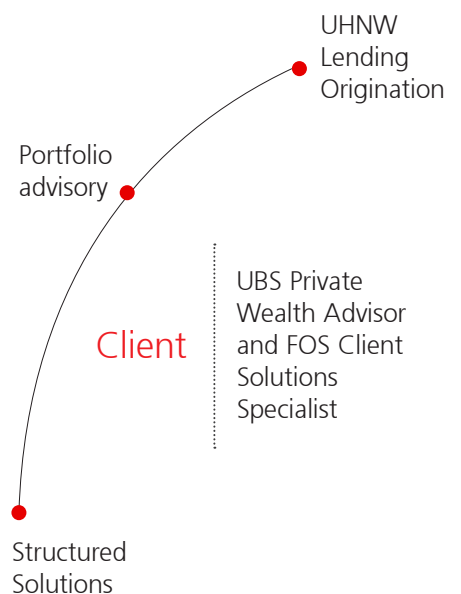 UHNW
Lending
Origination
Portfolio
advisory
Client
UBS Private
Wealth Advisor
and FOS Client
Solutions
Specialist
Structured
Solutions